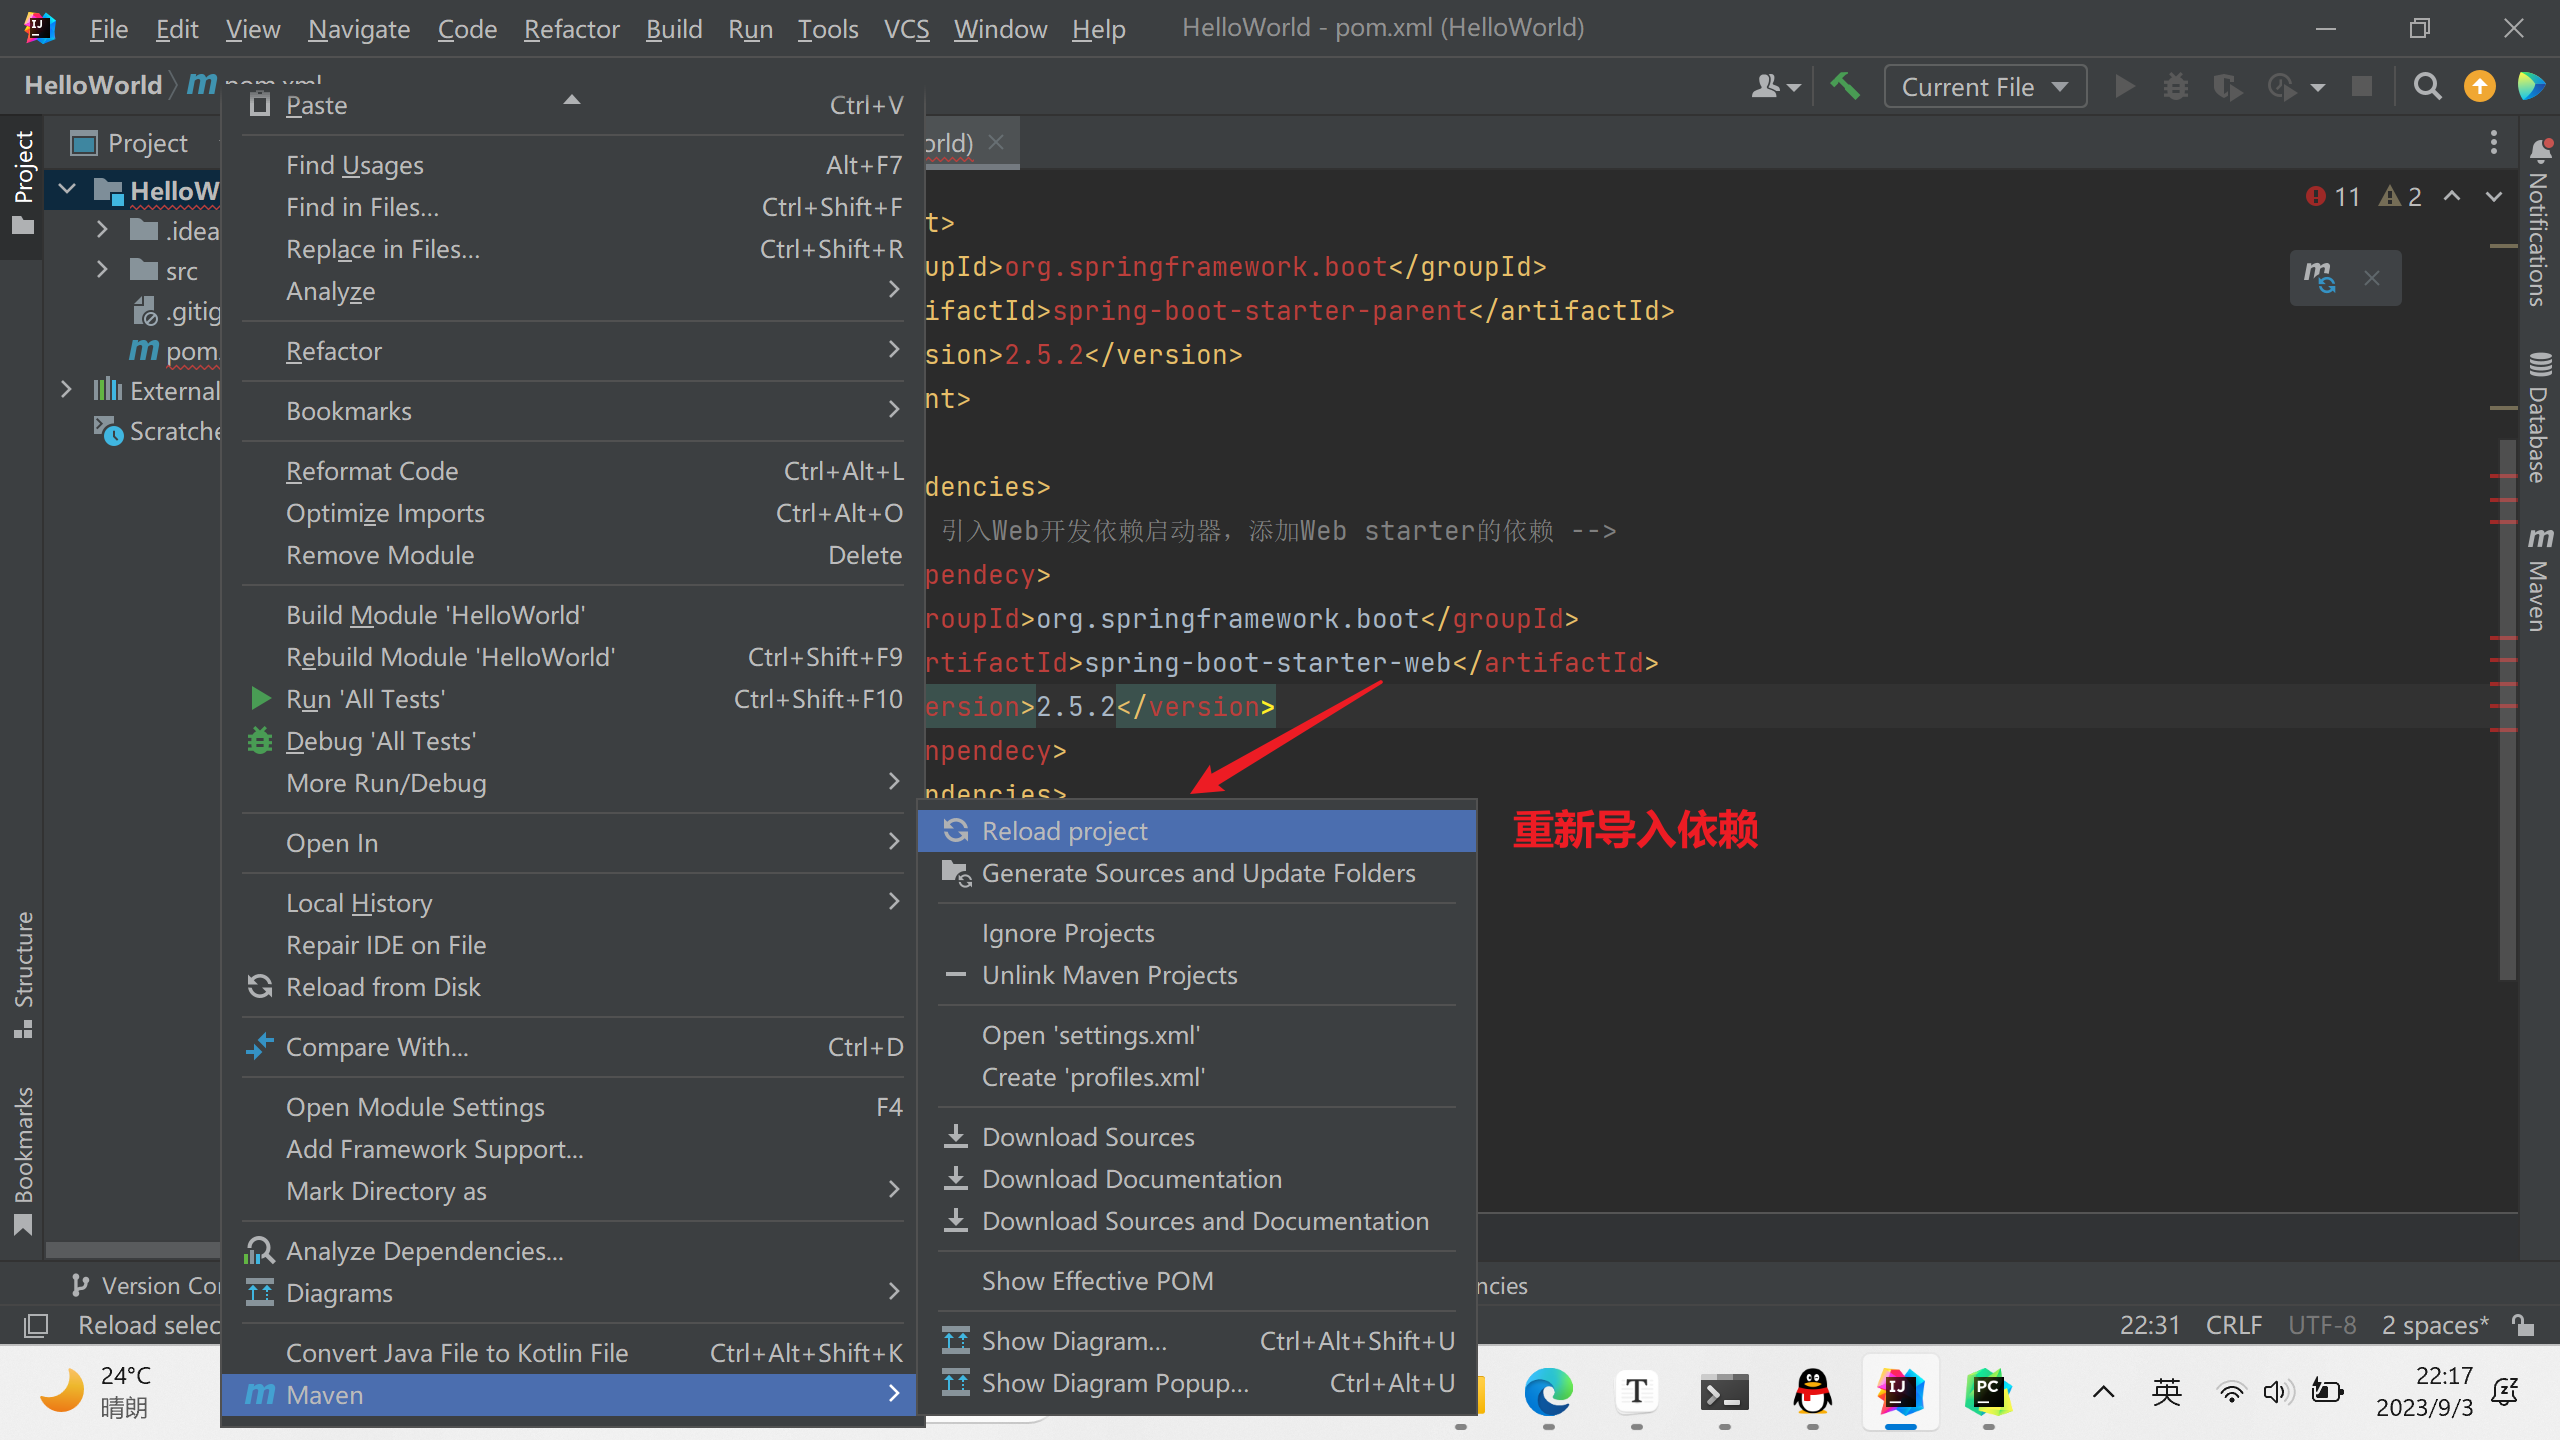 File Edit View Navigate Code Refactor Build Run Tools VCS Window Help HelloWorld - pom.xml (HelloWorld)
HelloWorld pom.xml Current File
Project
Project
HelloW
.idea
src
.gitig
pom.
External
Scratche
Structure
Bookmarks
Paste Ctrl+V
Find Usages Alt+F7
Find in Files... Ctrl+Shift+F
Replace in Files... Ctrl+Shift+R
Analyze
Refactor
Bookmarks
Reformat Code Ctrl+Alt+L
Optimize Imports Ctrl+Alt+O
Remove Module Delete
Build Module 'HelloWorld'
Rebuild Module 'HelloWorld' Ctrl+Shift+F9
Run 'All Tests' Ctrl+Shift+F10
Debug 'All Tests'
More Run/Debug
Open In
Local History
Repair IDE on File
Reload from Disk
Compare With... Ctrl+D
Open Module Settings F4
Add Framework Support...
Mark Directory as
Analyze Dependencies...
Diagrams
Convert Java File to Kotlin File Ctrl+Alt+Shift+K
Maven
orld)
11 2
t>
upId>org.springframework.boot</groupId>
ifactId>spring-boot-starter-parent</artifactId>
sion>2.5.2</version>
nt>
dencies>
引入Web开发依赖启动器，添加Web starter的依赖 -->
pendecy>
roupId>org.springframework.boot</groupId>
rtifactId>spring-boot-starter-web</artifactId>
ersion>2.5.2</version>
npendecy>
ndencies>
Reload project
Generate Sources and Update Folders
Ignore Projects
Unlink Maven Projects
Open 'settings.xml'
Create 'profiles.xml'
Download Sources
Download Documentation
Download Sources and Documentation
Show Effective POM
Show Diagram... Ctrl+Alt+Shift+U
Show Diagram Popup... Ctrl+Alt+U
重新导入依赖
Notifications
Database
Maven
Version Con ncies
Reload selec 22:31 CRLF UTF-8 2 spaces*
24°C
晴朗
英
22:17
2023/9/3